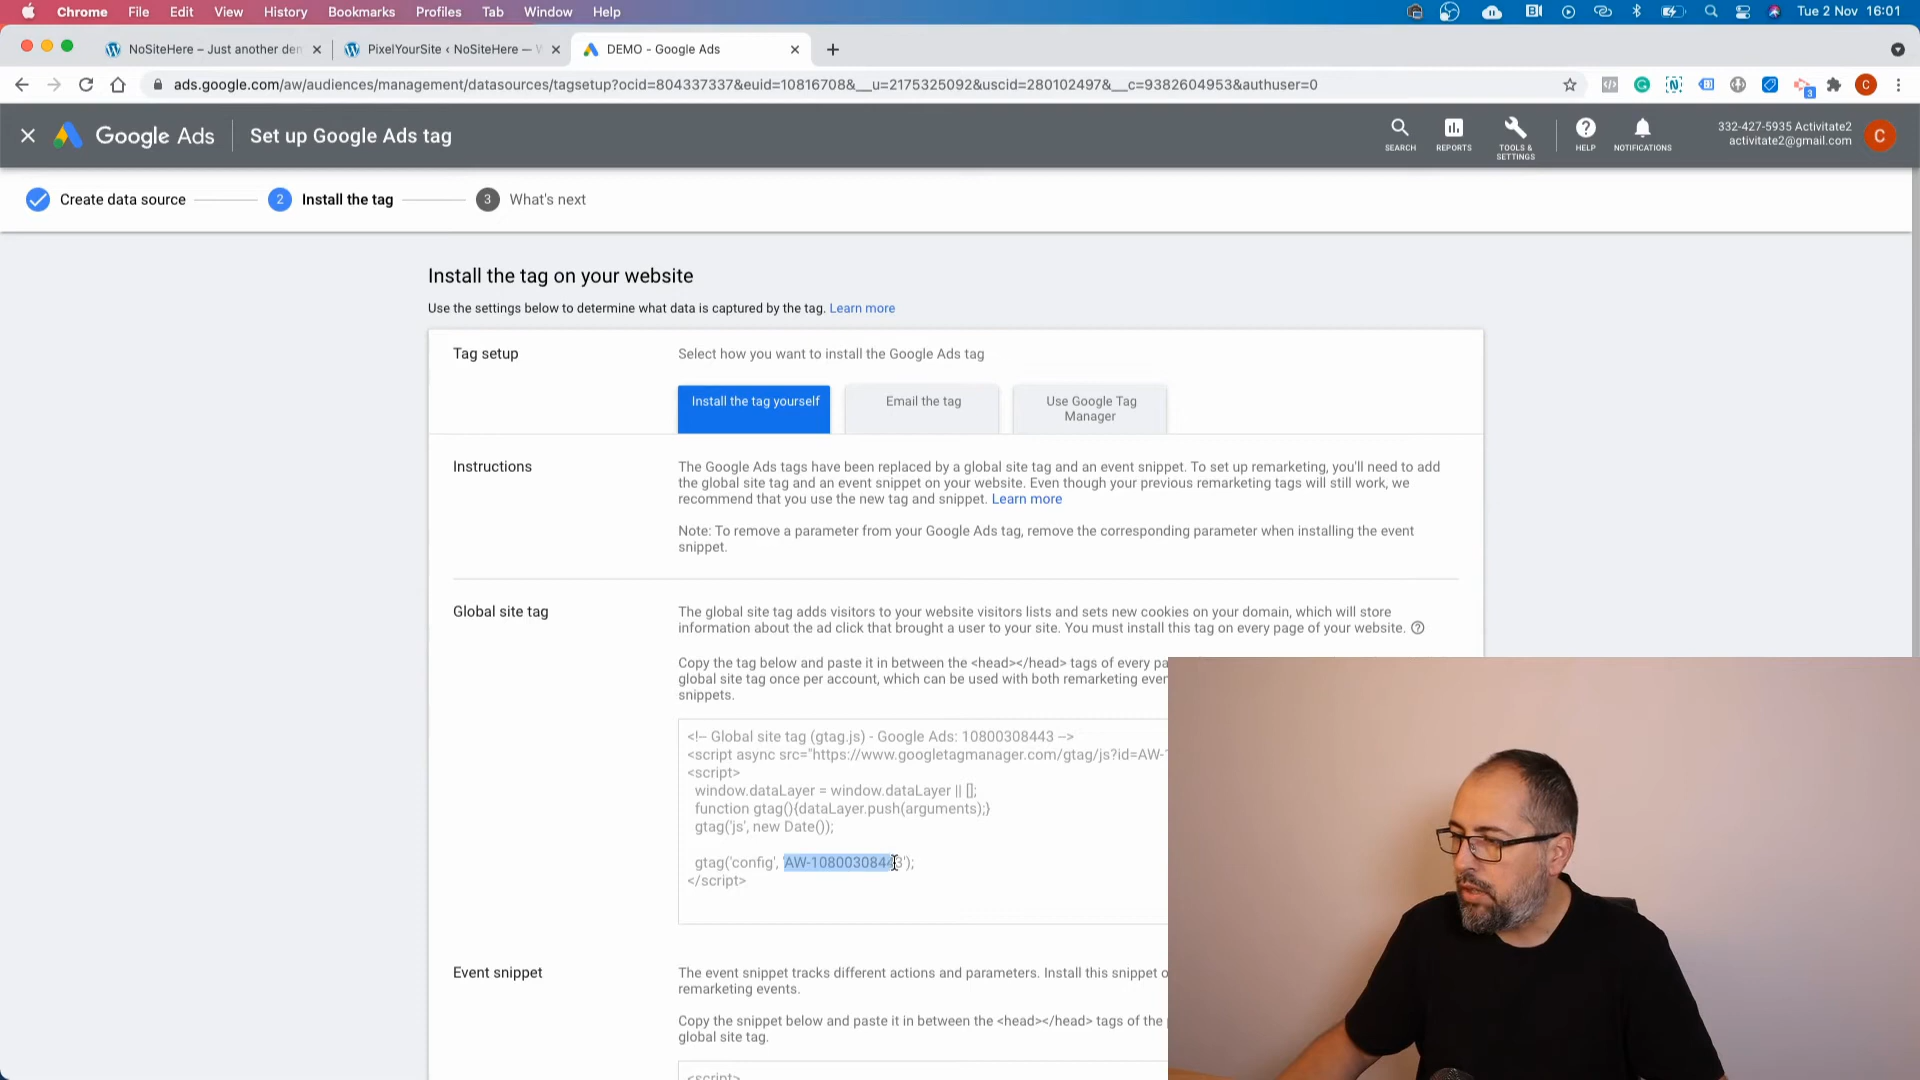 Chrome File Edit View History Bookmarks Profiles Tab Window Help
Tue 2 Nov 16:01
NoSiteHere – Just another den
PixelYourSite ‹ NoSiteHere —
DEMO - Google Ads
ads.google.com/aw/audiences/management/datasources/tagsetup?ocid=804337337&euid=10816708&__u=2175325092&uscid=280102497&__c=9382604953&authuser=0
3
C
Google Ads
Set up Google Ads tag
SEARCH
REPORTS
TOOLS &
SETTINGS
HELP
NOTIFICATIONS
332-427-5935 Activitate2
activitate2@gmail.com
C
Create data source
2 Install the tag
3 What's next
Install the tag on your website
Use the settings below to determine what data is captured by the tag. Learn more
Tag setup
Select how you want to install the Google Ads tag
Install the tag yourself
Email the tag
Use Google Tag
Manager
Instructions
The Google Ads tags have been replaced by a global site tag and an event snippet. To set up remarketing, you'll need to add
the global site tag and an event snippet on your website. Even though your previous remarketing tags will still work, we
recommend that you use the new tag and snippet. Learn more
Note: To remove a parameter from your Google Ads tag, remove the corresponding parameter when installing the event
snippet.
Global site tag
The global site tag adds visitors to your website visitors lists and sets new cookies on your domain, which will store
information about the ad click that brought a user to your site. You must install this tag on every page of your website.
Copy the tag below and paste it in between the <head></head> tags of every pa
global site tag once per account, which can be used with both remarketing even
snippets.
<!-- Global site tag (gtag.js) - Google Ads: 10800308443 -->
<script async src="https://www.googletagmanager.com/gtag/js?id=AW-
<script>
window.dataLayer = window.dataLayer || [];
function gtag(){dataLayer.push(arguments);}
gtag('js', new Date());
gtag('config', 'AW-10800308443');
</script>
Event snippet
The event snippet tracks different actions and parameters. Install this snippet o
remarketing events.
Copy the snippet below and paste it in between the <head></head> tags of the
global site tag.
<script>